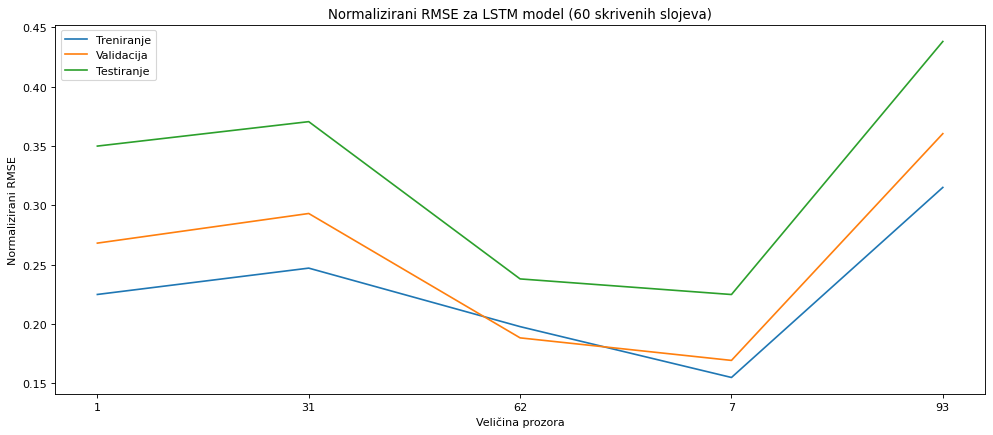 Normalizirani RMSE za LSTM model (60 skrivenih slojeva)
Treniranje
Validacija
Testiranje
Normalizirani RMSE
0.45
0.40
0.35
0.30
0.25
0.20
0.15
1 31 62 7 93
Veličina prozora